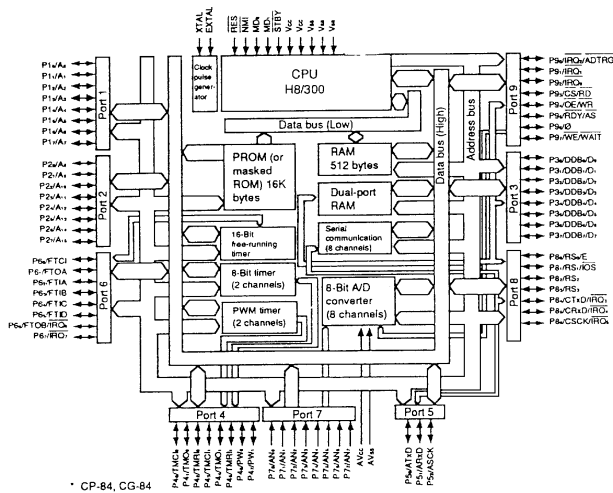 XTAL
EXTAL
RES
NMI
MD₀
MD₁
STBY
Vcc
Vcc
Vss
Vss
Vss
Clock pulse gener- ator
CPU
H8/300
Data bus (Low)
Data bus (High)
Address bus
PROM (or
masked
ROM) 16K
bytes
RAM
512 bytes
Dual-port
RAM
16-Bit
free-running
timer
Serial
communication
(8 channels)
8-Bit timer
(2 channels)
8-Bit A/D
converter
(8 channels)
PWM timer
(2 channels)
Port 1
Port 2
Port 6
Port 9
Port 3
Port 8
Port 4
Port 7
Port 5
P1₀/A₀
P1₁/A₁
P1₂/A₂
P1₃/A₃
P1₄/A₄
P1₅/A₅
P1₆/A₆
P1₇/A₇
P2₀/A₈
P2₁/A₉
P2₂/A₁₀
P2₃/A₁₁
P2₄/A₁₂
P2₅/A₁₃
P2₆/A₁₄
P2₇/A₁₅
P6₀/FTCI
P6₁/FTOA
P6₂/FTIA
P6₃/FTIB
P6₄/FTIC
P6₅/FTID
P6₆/FTOB/IRQ₆
P6₇/IRQ₇
P9₀/IRQ₂/ADTRG
P9₁/IRQ₁
P9₂/IRQ₀
P9₃/CS/RD
P9₄/OE/WR
P9₅/RDY/AS
P9₆/Ø
P9₇/WE/WAIT
P3₀/DDB₀/D₀
P3₁/DDB₁/D₁
P3₂/DDB₂/D₂
P3₃/DDB₃/D₃
P3₄/DDB₄/D₄
P3₅/DDB₅/D₅
P3₆/DDB₆/D₆
P3₇/DDB₇/D₇
P8₀/RS₀/E
P8₁/RS₁/IOS
P8₂/RS₂
P8₃/RS₃
P8₄/CTxD/IRQ₃
P8₅/CRxD/IRQ₄
P8₆/CSCK/IRQ₅
P4₀/TMCI₀
P4₁/TMO₀
P4₂/TMRI₀
P4₃/TMCI₁
P4₄/TMO₁
P4₅/TMRI₁
P4₆/PW₀
P4₇/PW₁
P7₀/AN₀
P7₁/AN₁
P7₂/AN₂
P7₃/AN₃
P7₄/AN₄
P7₅/AN₅
P7₆/AN₆
P7₇/AN₇
AVcc
AVss
P5₀/ATxD
P5₁/ARxD
P5₂/ASCK
* CP-84, CG-84